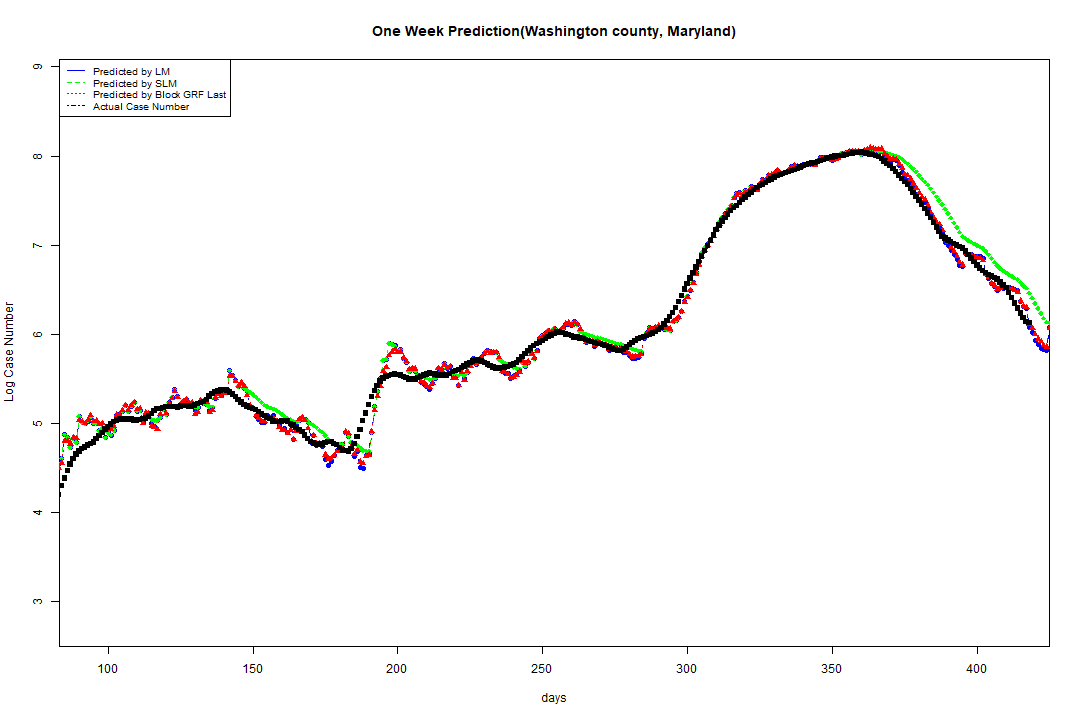 One Week Prediction(Washington county, Maryland)
Predicted by LM
Predicted by SLM
Predicted by Block GRF Last
Actual Case Number
Log Case Number
9
8
7
6
5
4
3
100 150 200 250 300 350 400
days